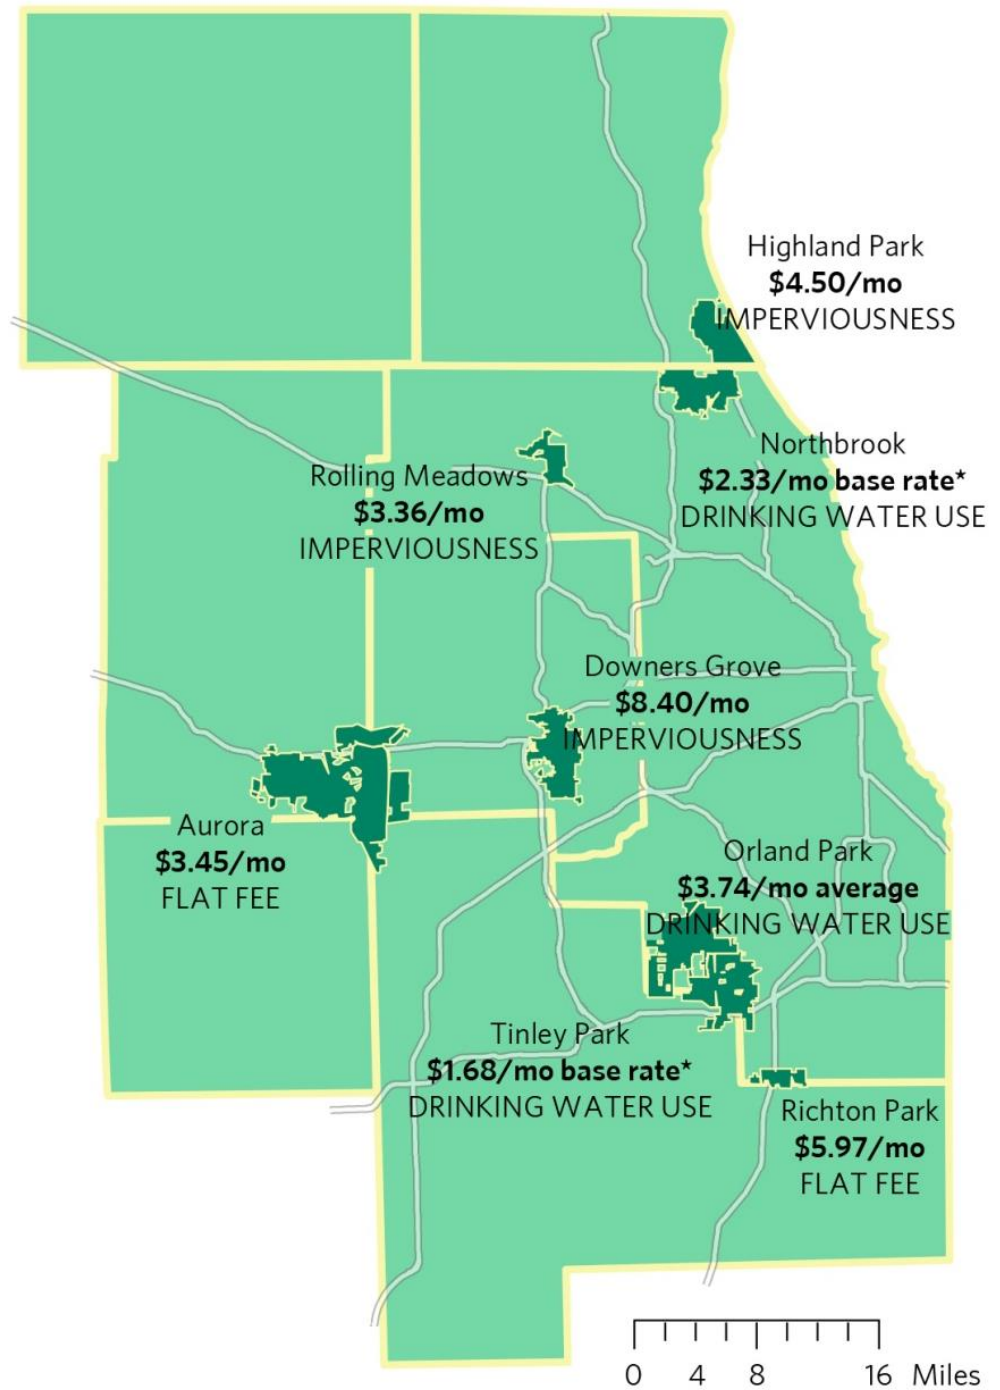 Highland Park
$4.50/mo
IMPERVIOUSNESS
Northbrook
$2.33/mo base rate*
DRINKING WATER USE
Rolling Meadows
$3.36/mo
IMPERVIOUSNESS
Downers Grove
$8.40/mo
IMPERVIOUSNESS
Aurora
$3.45/mo
FLAT FEE
Orland Park
$3.74/mo average
DRINKING WATER USE
Tinley Park
$1.68/mo base rate*
DRINKING WATER USE
Richton Park
$5.97/mo
FLAT FEE
0 4 8 16 Miles